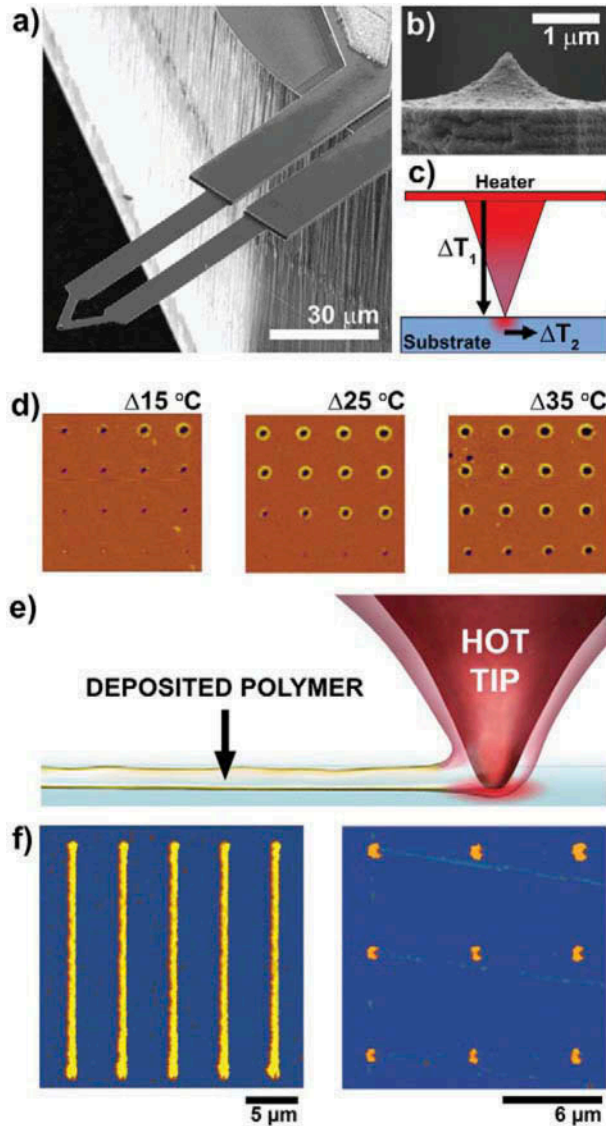 a)
30 μm
b)
1 μm
c)
Heater
ΔT1
Substrate
ΔT2
d)
Δ15 °C
Δ25 °C
Δ35 °C
e)
DEPOSITED POLYMER
HOT
TIP
f)
5 μm
6 μm